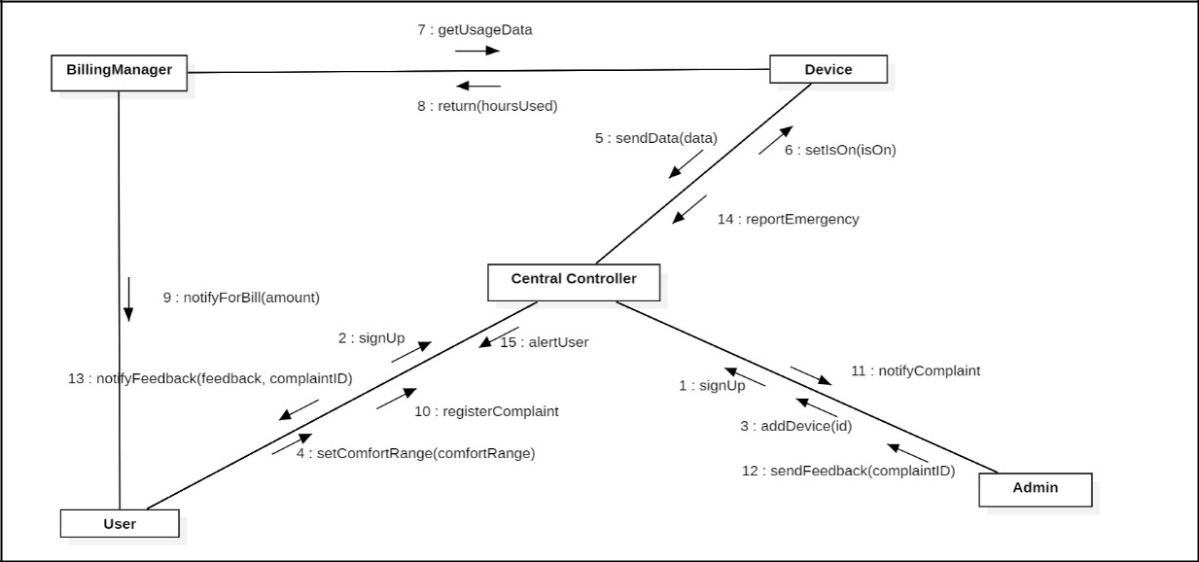 7 : getUsageData
BillingManager
Device
8 : return(hoursUsed)
5 : sendData(data)
6 : setIsOn(isOn)
14 : reportEmergency
Central Controller
9 : notifyForBill(amount)
2 : signUp
15 : alertUser
13 : notifyFeedback(feedback, complaintID)
11 : notifyComplaint
1 : signUp
10 : registerComplaint
3 : addDevice(id)
4 : setComfortRange(comfortRange)
12 : sendFeedback(complaintID)
Admin
User